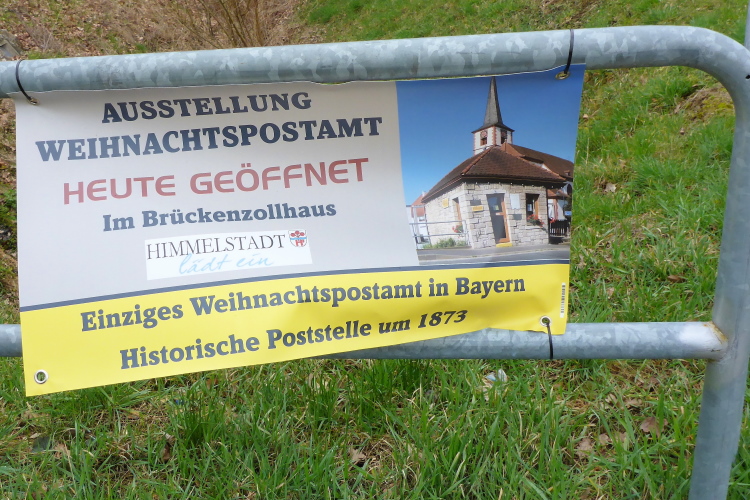 AUSSTELLUNG
WEIHNACHTSPOSTAMT
HEUTE GEÖFFNET
Im Brückenzollhaus
HIMMELSTADT
lädt ein
Einziges Weihnachtspostamt in Bayern
Historische Poststelle um 1873